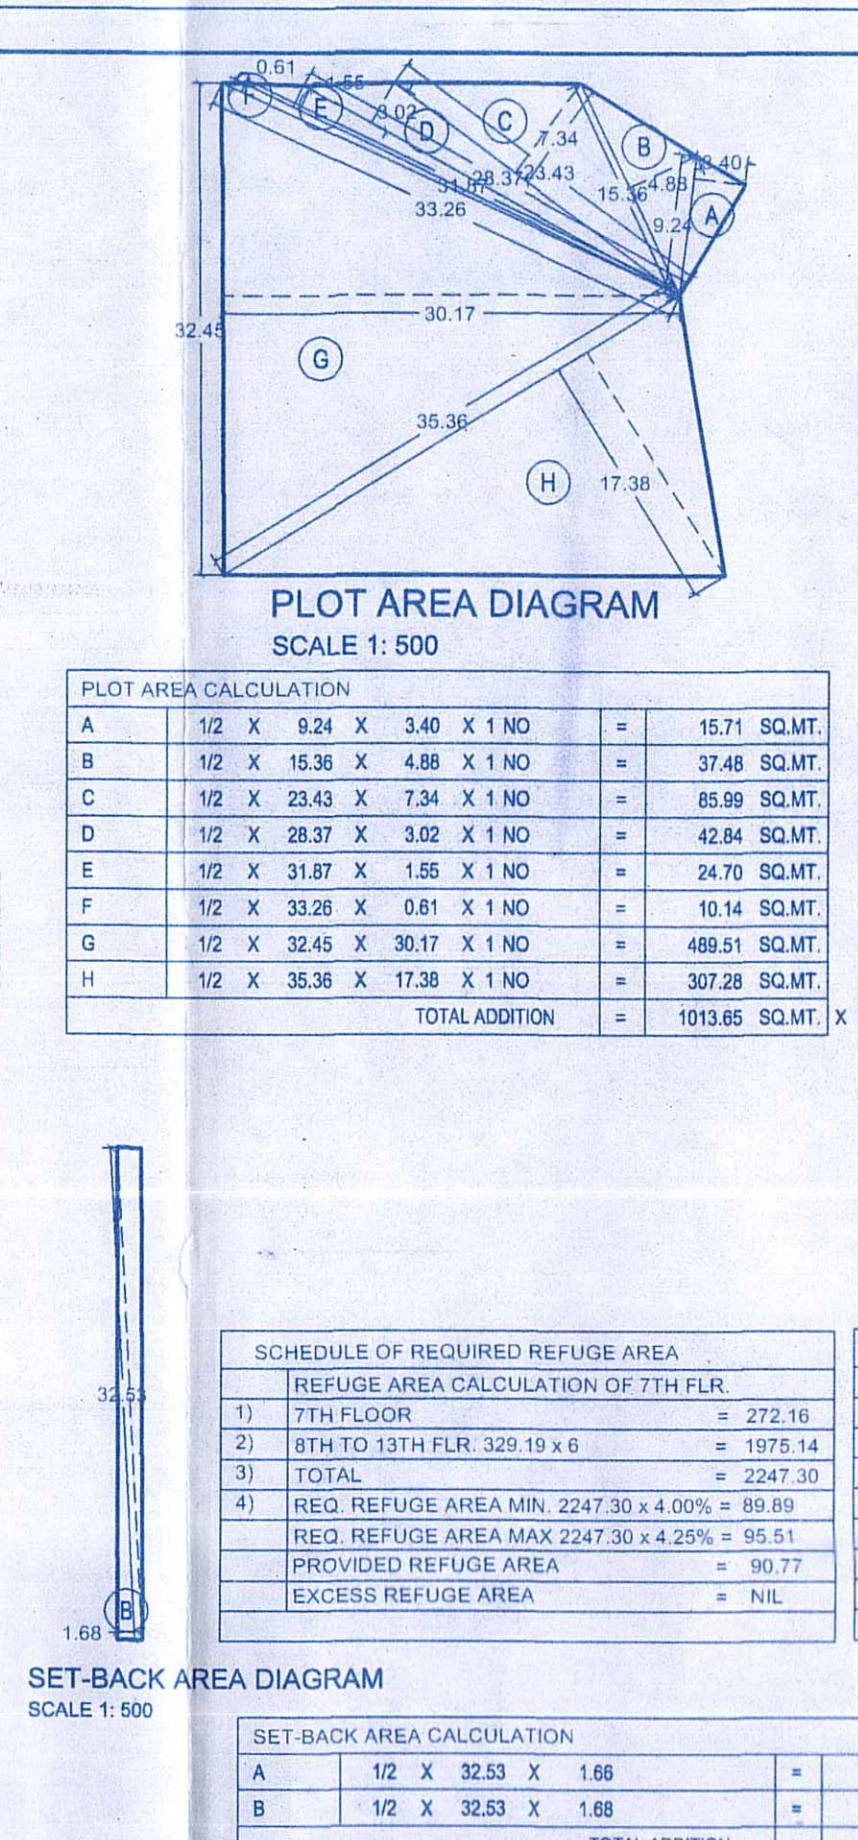 0.61
F
E
1.55
3.02
D
C
7.34
B
3.40
31.87
28.37
23.43
15.36
4.88
A
33.26
9.24
32.45
30.17
G
35.36
H
17.38
PLOT AREA DIAGRAM
SCALE 1: 500
PLOT AREA CALCULATION
A 1/2 X 9.24 X 3.40 X 1 NO = 15.71 SQ.MT.
B 1/2 X 15.36 X 4.88 X 1 NO = 37.48 SQ.MT.
C 1/2 X 23.43 X 7.34 X 1 NO = 85.99 SQ.MT.
D 1/2 X 28.37 X 3.02 X 1 NO = 42.84 SQ.MT.
E 1/2 X 31.87 X 1.55 X 1 NO = 24.70 SQ.MT.
F 1/2 X 33.26 X 0.61 X 1 NO = 10.14 SQ.MT.
G 1/2 X 32.45 X 30.17 X 1 NO = 489.51 SQ.MT.
H 1/2 X 35.36 X 17.38 X 1 NO = 307.28 SQ.MT.
TOTAL ADDITION = 1013.65 SQ.MT. X
32.53
B
1.68
SET-BACK AREA DIAGRAM
SCALE 1: 500
SCHEDULE OF REQUIRED REFUGE AREA
REFUGE AREA CALCULATION OF 7TH FLR.
1) 7TH FLOOR = 272.16
2) 8TH TO 13TH FLR. 329.19 x 6 = 1975.14
3) TOTAL = 2247.30
4) REQ. REFUGE AREA MIN. 2247.30 x 4.00% = 89.89
REQ. REFUGE AREA MAX 2247.30 x 4.25% = 95.51
PROVIDED REFUGE AREA = 90.77
EXCESS REFUGE AREA = NIL
SET-BACK AREA CALCULATION
A 1/2 X 32.53 X 1.66 =
B 1/2 X 32.53 X 1.68 =
TOTAL ADDITION